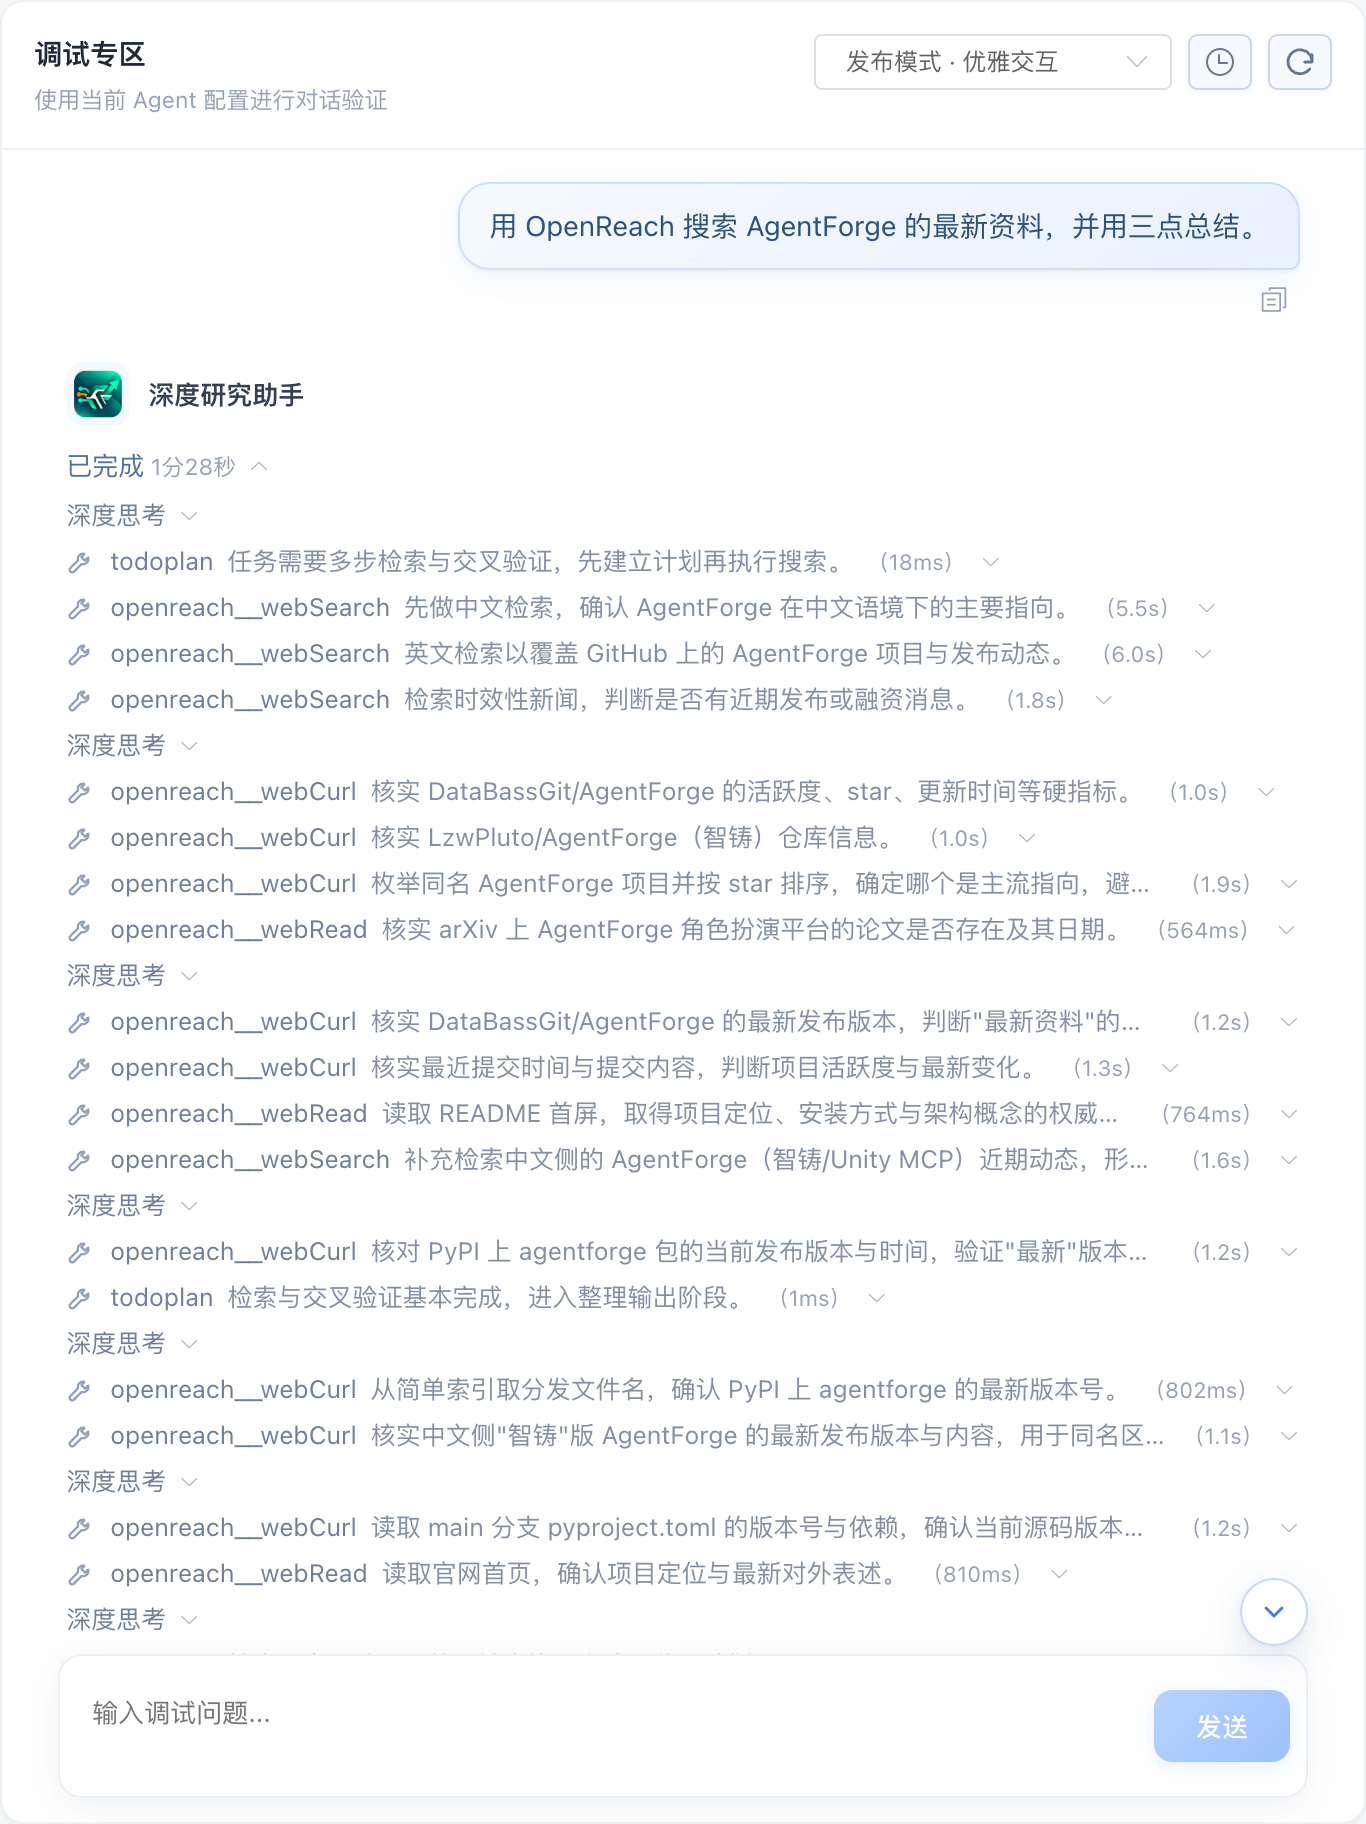 调试专区
发布模式 · 优雅交互
使用当前 Agent 配置进行对话验证
用 OpenReach 搜索 AgentForge 的最新资料，并用三点总结。
深度研究助手
已完成 1分28秒
深度思考
todoplan 任务需要多步检索与交叉验证，先建立计划再执行搜索。 (18ms)
openreach__webSearch 先做中文检索，确认 AgentForge 在中文语境下的主要指向。 (5.5s)
openreach__webSearch 英文检索以覆盖 GitHub 上的 AgentForge 项目与发布动态。 (6.0s)
openreach__webSearch 检索时效性新闻，判断是否有近期发布或融资消息。 (1.8s)
深度思考
openreach__webCurl 核实 DataBassGit/AgentForge 的活跃度、star、更新时间等硬指标。 (1.0s)
openreach__webCurl 核实 LzwPluto/AgentForge（智铸）仓库信息。 (1.0s)
openreach__webCurl 枚举同名 AgentForge 项目并按 star 排序，确定哪个是主流指向，避... (1.9s)
openreach__webRead 核实 arXiv 上 AgentForge 角色扮演平台的论文是否存在及其日期。 (564ms)
深度思考
openreach__webCurl 核实 DataBassGit/AgentForge 的最新发布版本，判断"最新资料"的... (1.2s)
openreach__webCurl 核实最近提交时间与提交内容，判断项目活跃度与最新变化。 (1.3s)
openreach__webRead 读取 README 首屏，取得项目定位、安装方式与架构概念的权威... (764ms)
openreach__webSearch 补充检索中文侧的 AgentForge（智铸/Unity MCP）近期动态，形... (1.6s)
深度思考
openreach__webCurl 核对 PyPI 上 agentforge 包的当前发布版本与时间，验证"最新"版本... (1.2s)
todoplan 检索与交叉验证基本完成，进入整理输出阶段。 (1ms)
深度思考
openreach__webCurl 从简单索引取分发文件名，确认 PyPI 上 agentforge 的最新版本号。 (802ms)
openreach__webCurl 核实中文侧"智铸"版 AgentForge 的最新发布版本与内容，用于同名区... (1.1s)
深度思考
openreach__webCurl 读取 main 分支 pyproject.toml 的版本号与依赖，确认当前源码版本... (1.2s)
openreach__webRead 读取官网首页，确认项目定位与最新对外表述。 (810ms)
深度思考
输入调试问题...
发送